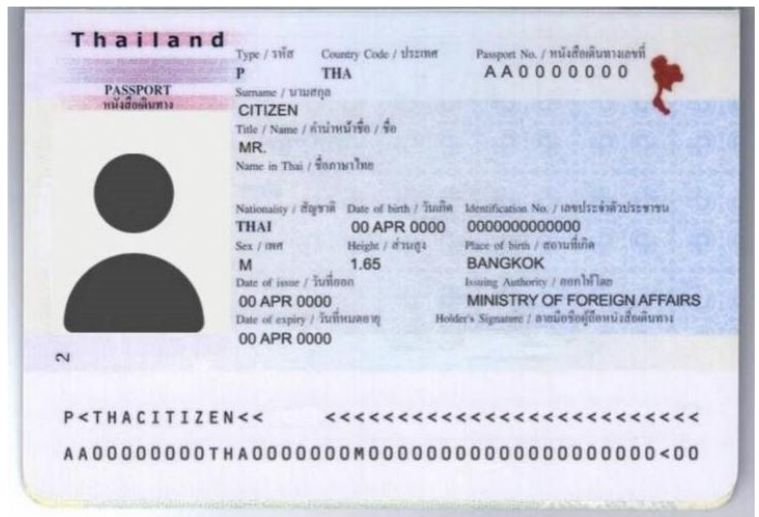 Thailand
PASSPORT
หนังสือเดินทาง
Type / รหัส Country Code / ประเทศ Passport No. / หนังสือเดินทางเลขที่
P THA AA0000000
Surname / นามสกุล
CITIZEN
Title / Name / คำนำหน้าชื่อ / ชื่อ
MR.
Name in Thai / ชื่อภาษาไทย
Nationality / สัญชาติ Date of birth / วันเกิด Identification No. / เลขประจำตัวประชาชน
THAI 00 APR 0000 0000000000000
Sex / เพศ Height / ส่วนสูง Place of birth / สถานที่เกิด
M 1.65 BANGKOK
Date of issue / วันที่ออก Issuing Authority / ออกให้โดย
00 APR 0000 MINISTRY OF FOREIGN AFFAIRS
Date of expiry / วันที่หมดอายุ Holder's Signature / ลายมือชื่อผู้ถือหนังสือเดินทาง
00 APR 0000
2
P<THACITIZEN<< <<<<<<<<<<<<<<<<<<<<<<<<<<
AA00000000THA0000000M000000000000000000000<00